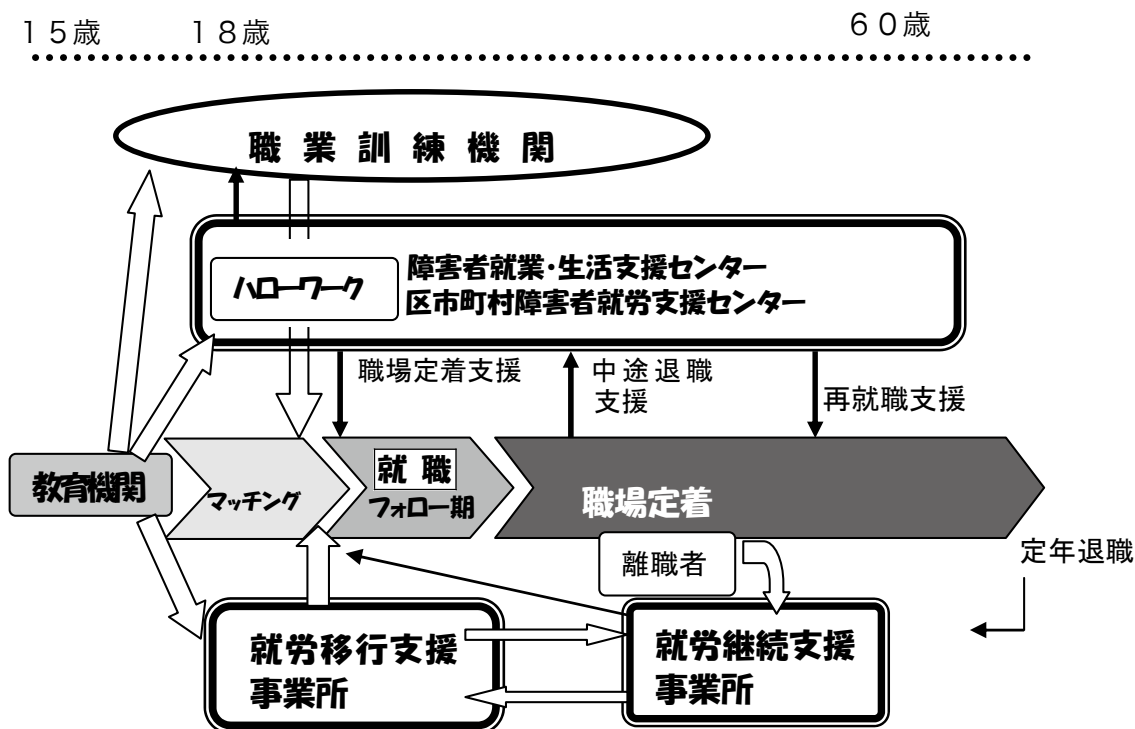 １５歳
１８歳
６０歳
職業訓練機関
ハローワーク
障害者就業・生活支援センター
区市町村障害者就労支援センター
職場定着支援
中途退職
支援
再就職支援
教育機関
マッチング
就職
フォロー期
職場定着
離職者
定年退職
就労移行支援
事業所
就労継続支援
事業所